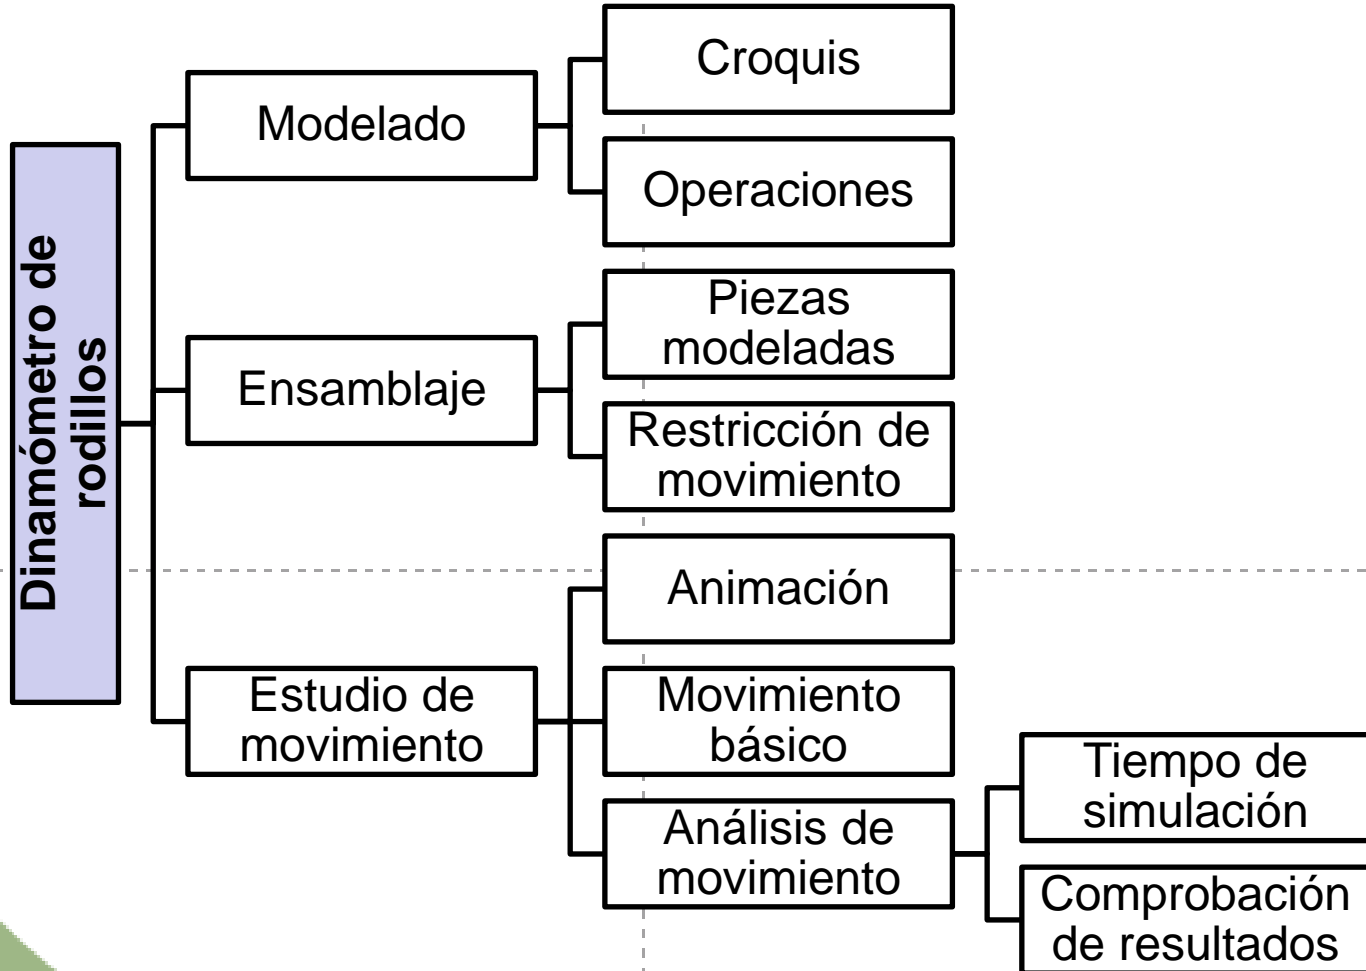 Dinamómetro de
rodillos
Modelado
Croquis
Operaciones
Ensamblaje
Piezas
modeladas
Restricción de
movimiento
Estudio de
movimiento
Animación
Movimiento
básico
Análisis de
movimiento
Tiempo de
simulación
Comprobación
de resultados